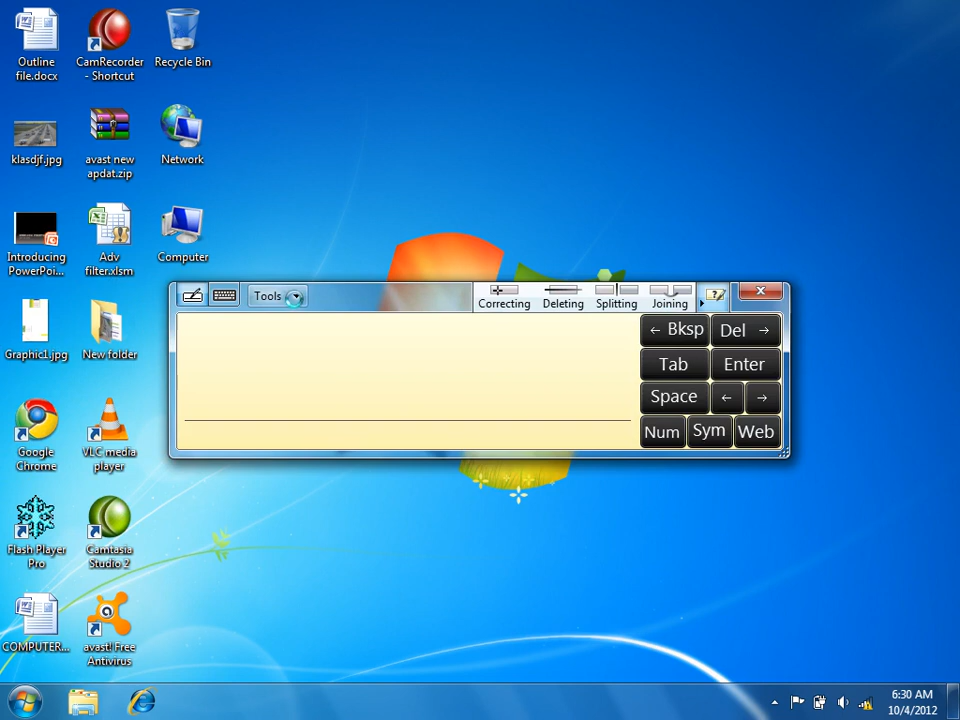 Outline
file.docx
CamRecorder
- Shortcut
Recycle Bin
klasdjf.jpg
avast new
apdat.zip
Network
Introducing
PowerPoi...
Adv
filter.xlsm
Computer
Graphic1.jpg
New folder
Google
Chrome
VLC media
player
Flash Player
Pro
Camtasia
Studio 2
COMPUTER...
avast! Free
Antivirus
Tools
Correcting Deleting Splitting Joining
← Bksp Del →
Tab Enter
Space ← →
Num Sym Web
6:30 AM
10/4/2012